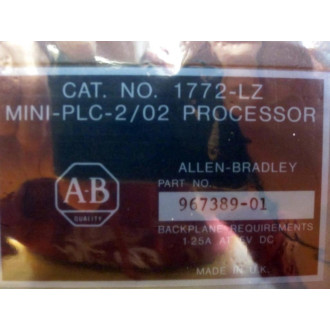 CAT. NO. 1772-LZ
MINI-PLC-2/02 PROCESSOR
ALLEN-BRADLEY
PART NO.
967389-01
A-B
QUALITY
BACKPLANE-REQUIREMENTS
1·25A AT 5V DC
MADE IN U.K.